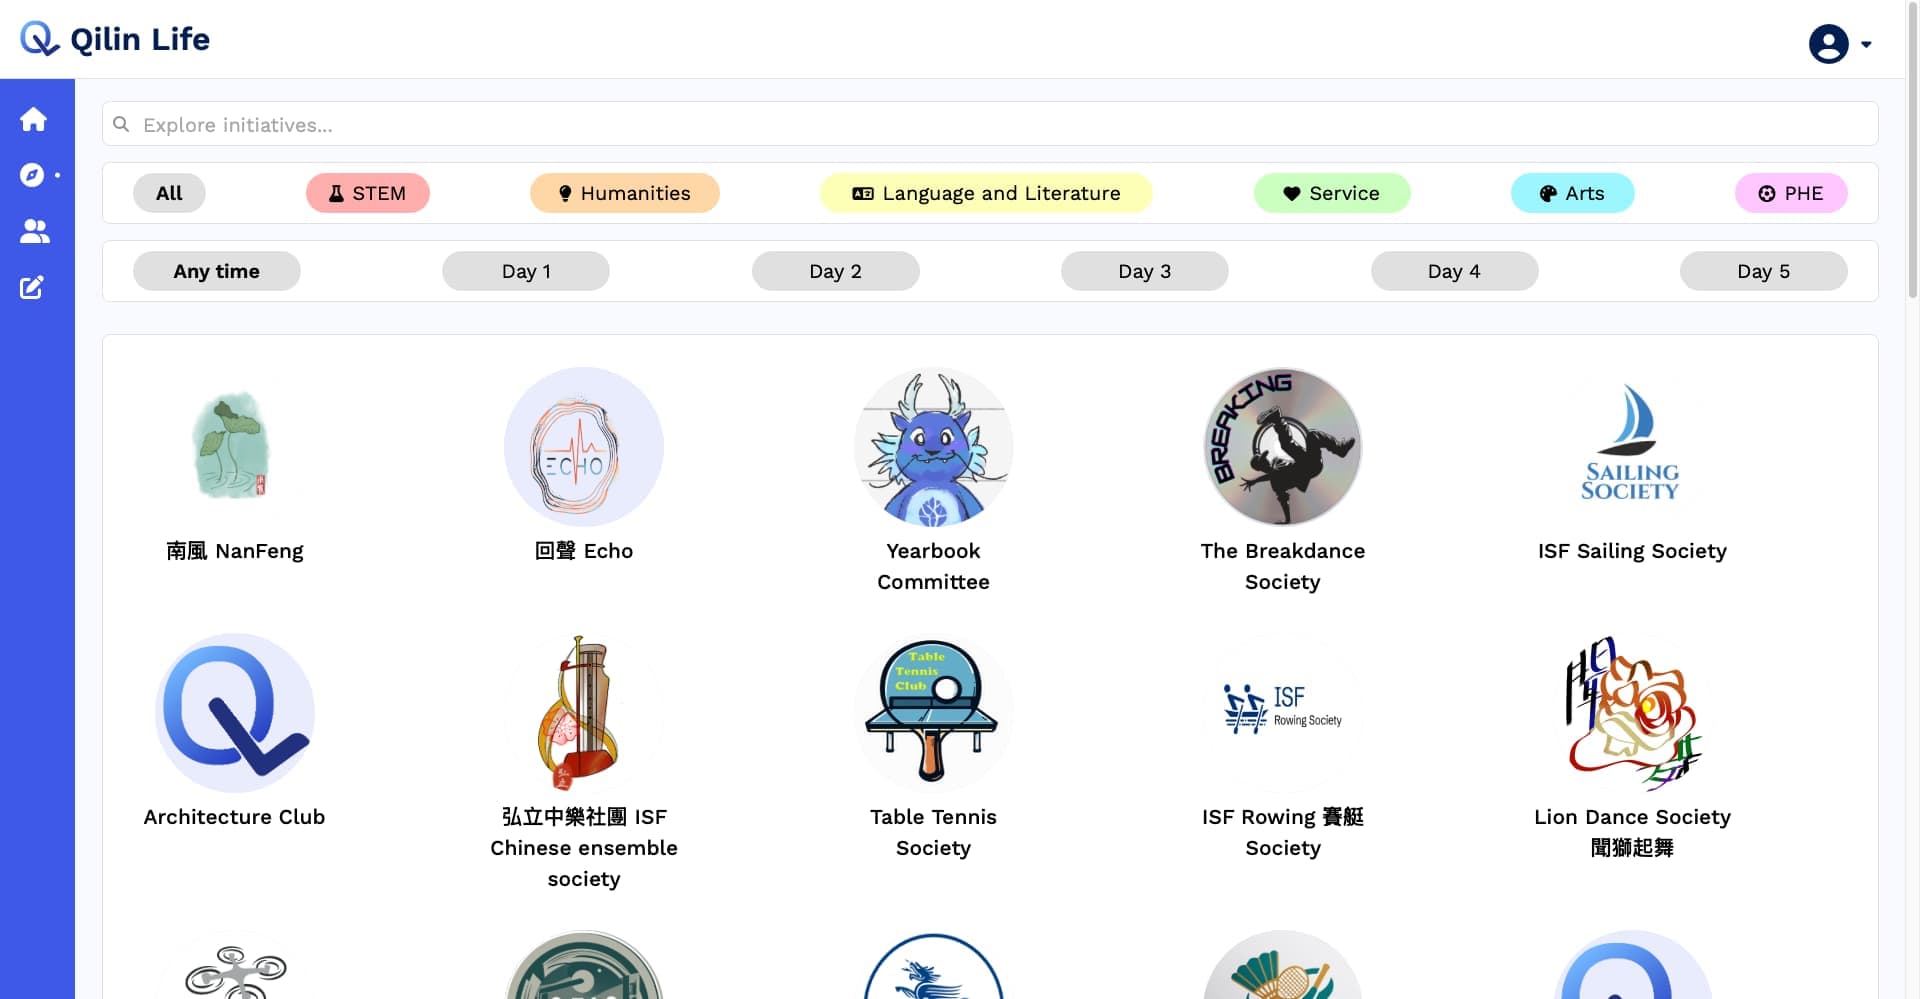 Qilin Life
Explore initiatives...
All
STEM
Humanities
Language and Literature
Service
Arts
PHE
Any time
Day 1
Day 2
Day 3
Day 4
Day 5
ECHO
BREAKING
SAILING
SOCIETY
南風 NanFeng
回聲 Echo
Yearbook
Committee
The Breakdance
Society
ISF Sailing Society
Table
Tennis
Club
ISF
Rowing Society
Architecture Club
弘立中樂社團 ISF
Chinese ensemble
society
Table Tennis
Society
ISF Rowing 賽艇
Society
Lion Dance Society
聞獅起舞